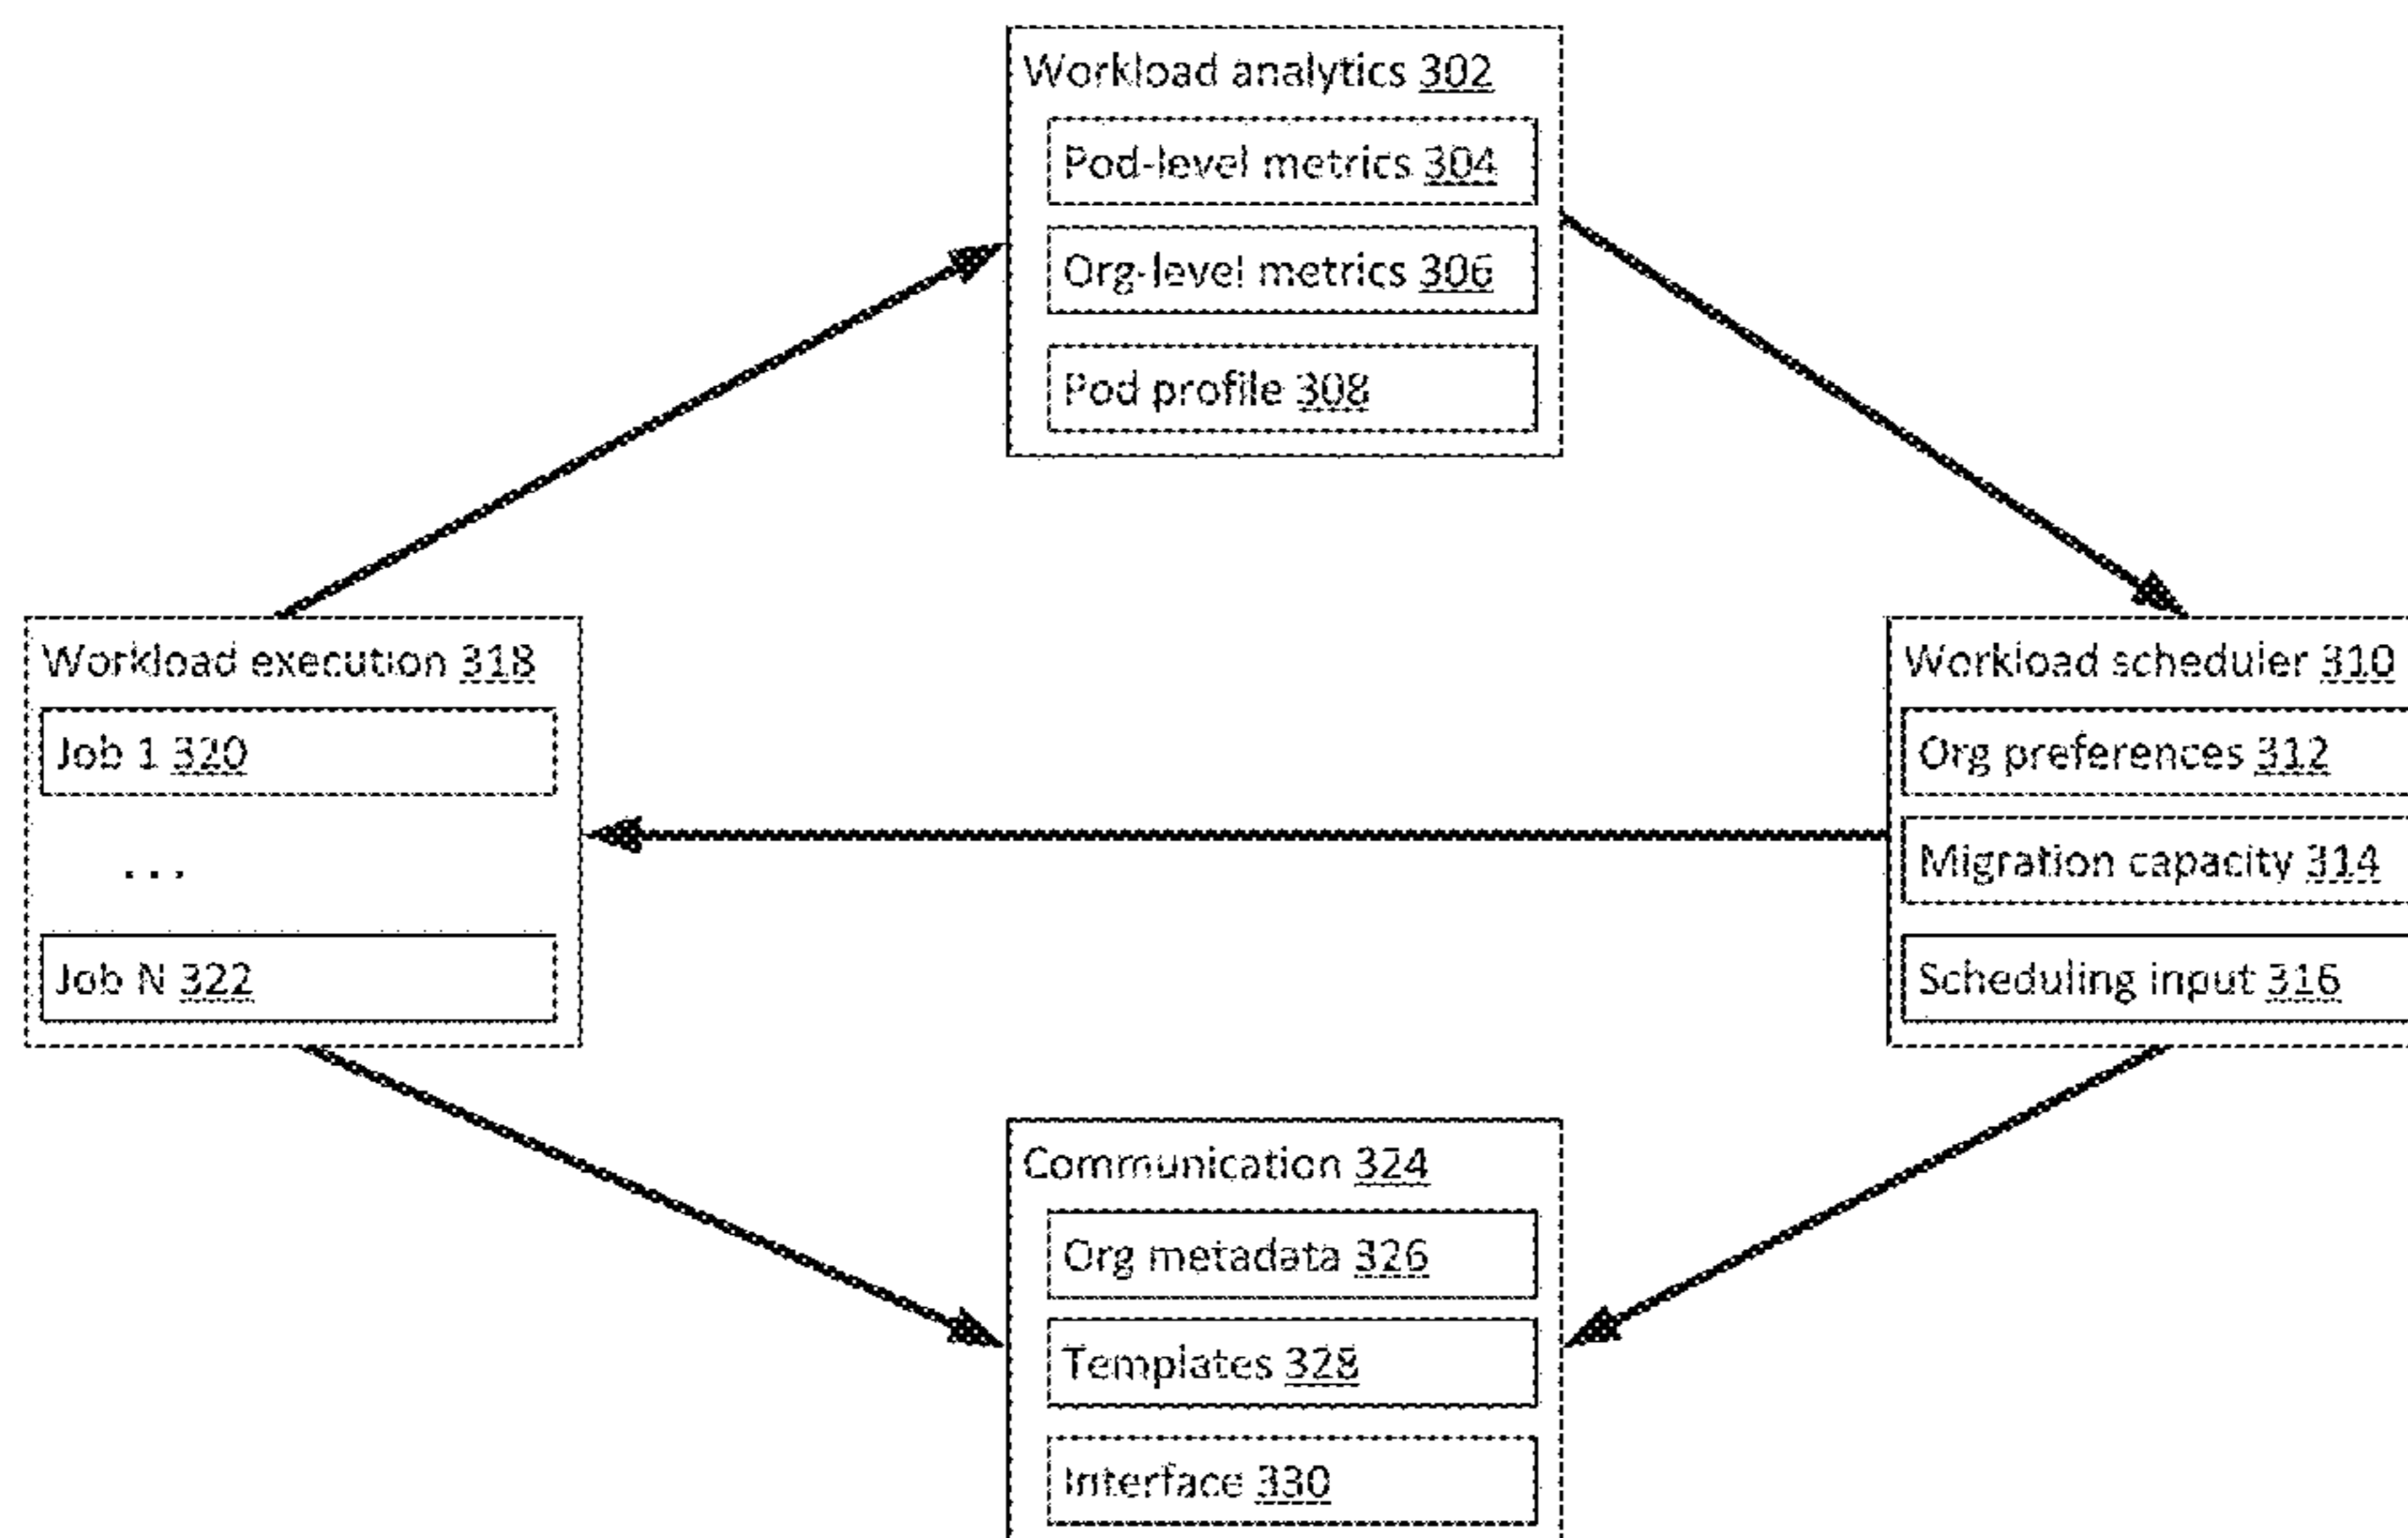 Workload analytics 302
Pod-level metrics 304
Org-level metrics 306
Pod profile 308
Workload execution 318
Job 1 320
...
Job N 322
Workload scheduler 310
Org preferences 312
Migration capacity 314
Scheduling input 316
Communication 324
Org metadata 326
Templates 328
Interface 330